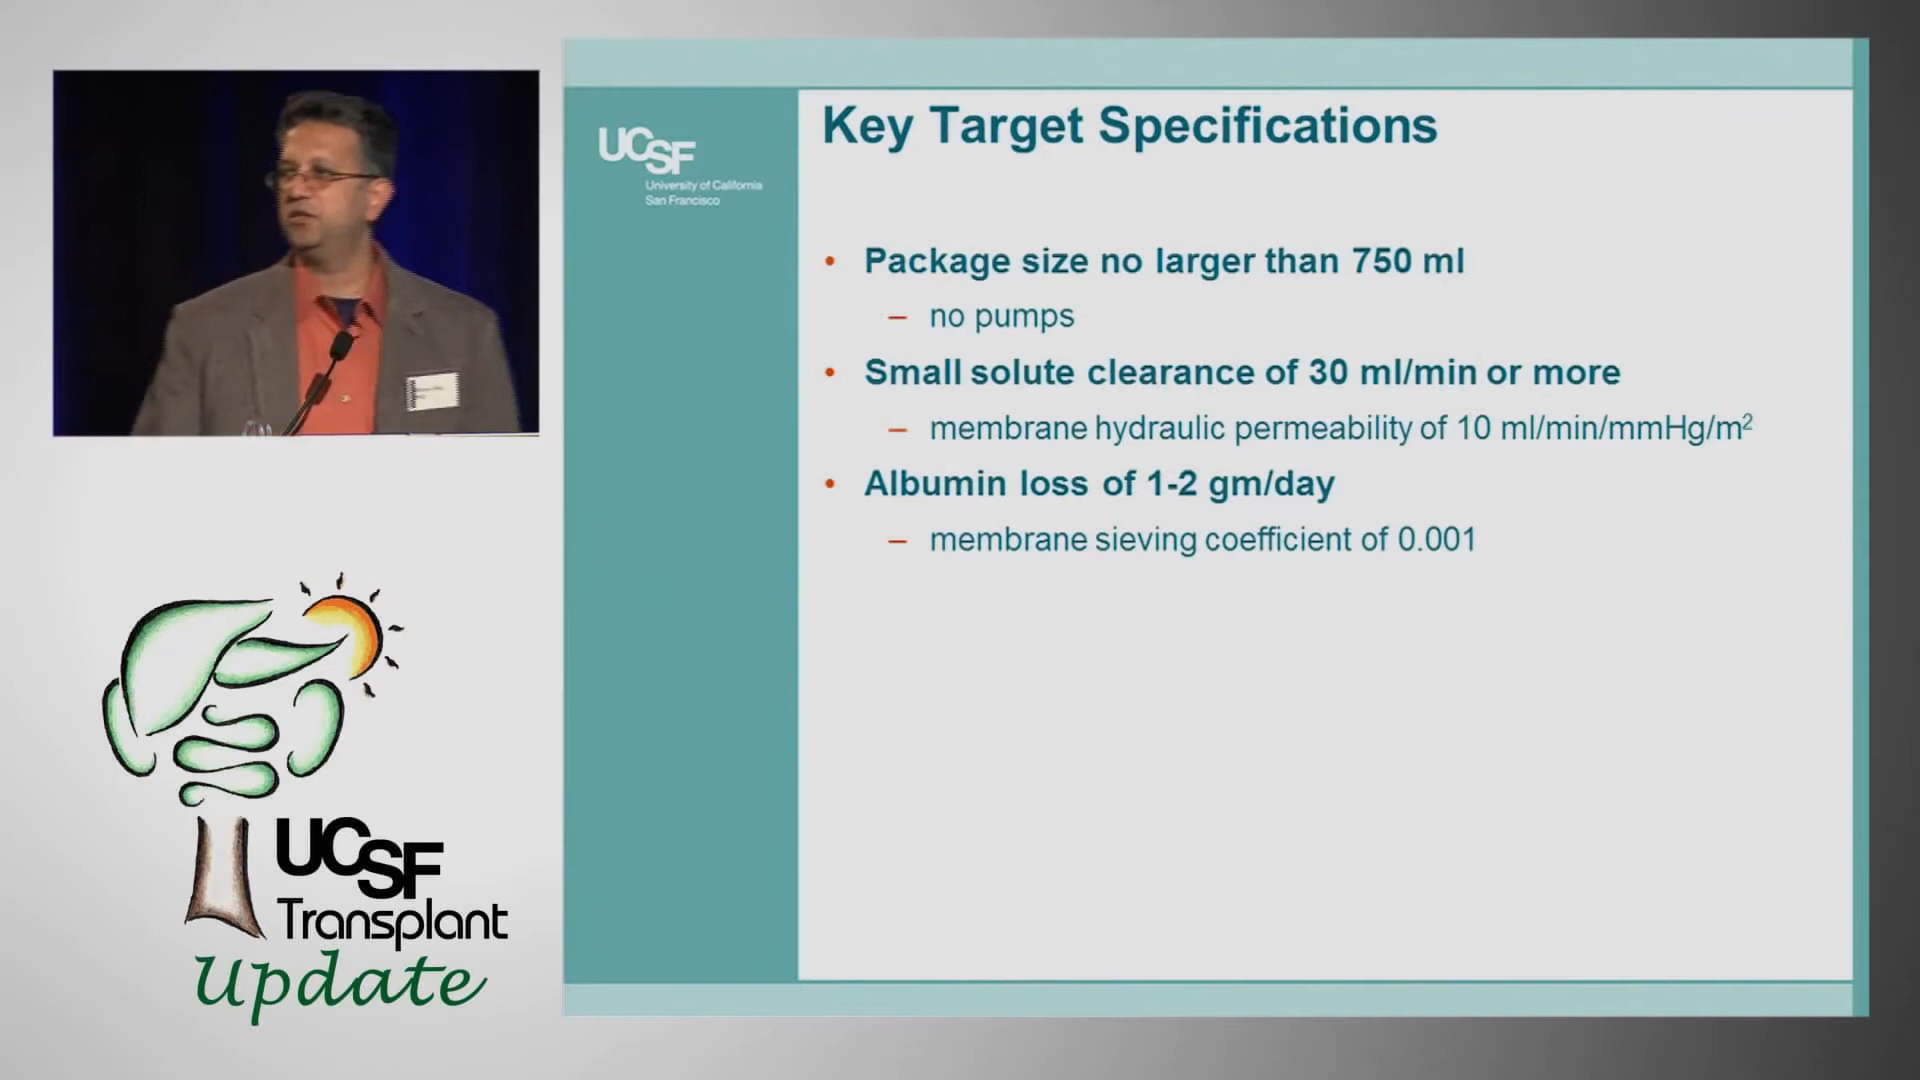 Key Target Specifications
UCSF
University of California
San Francisco
• Package size no larger than 750 ml
– no pumps
• Small solute clearance of 30 ml/min or more
– membrane hydraulic permeability of 10 ml/min/mmHg/m²
• Albumin loss of 1-2 gm/day
– membrane sieving coefficient of 0.001
UCSF
Transplant
Update